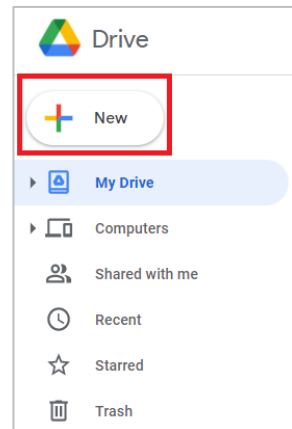 Drive
New
My Drive
Computers
Shared with me
Recent
Starred
Trash